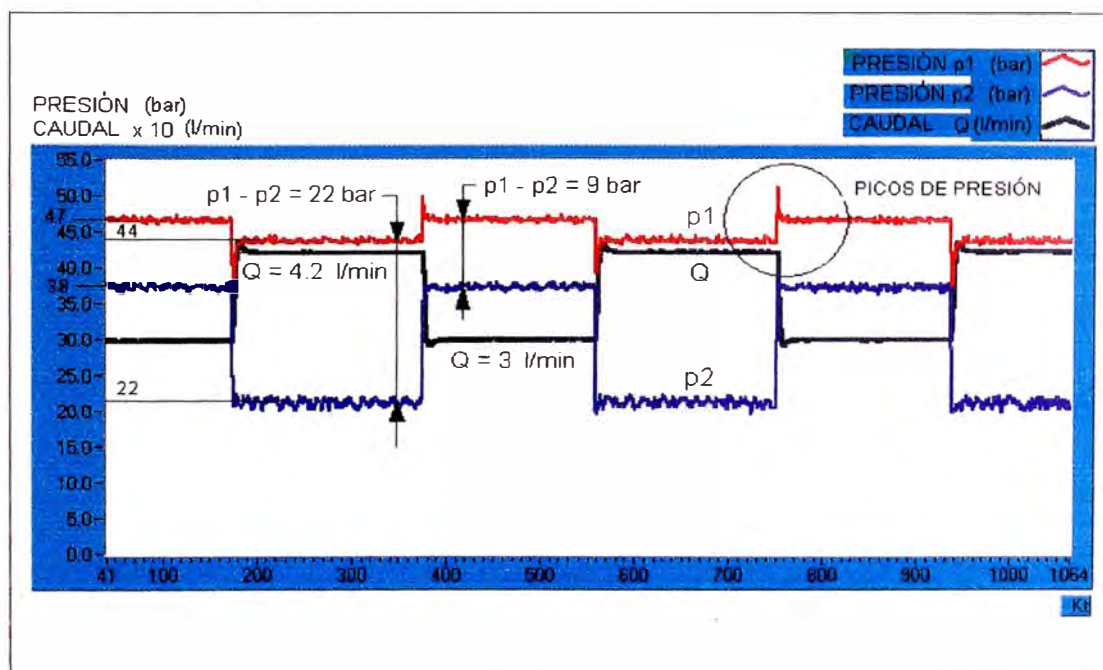 PRESIÓN p1 (bar)
PRESIÓN p2 (bar)
CAUDAL Q (l/min)
PRESIÓN (bar)
CAUDAL x 10 (l/min)
55.0
50.0
47
45.0
44
40.0
38
35.0
30.0
25.0
22
20.0
15.0
10.0
5.0
0.0
p1 - p2 = 22 bar
p1 - p2 = 9 bar
PICOS DE PRESIÓN
p1
Q = 4.2 l/min
Q
Q = 3 l/min
p2
41 100 200 300 400 500 600 700 800 900 1000 1064